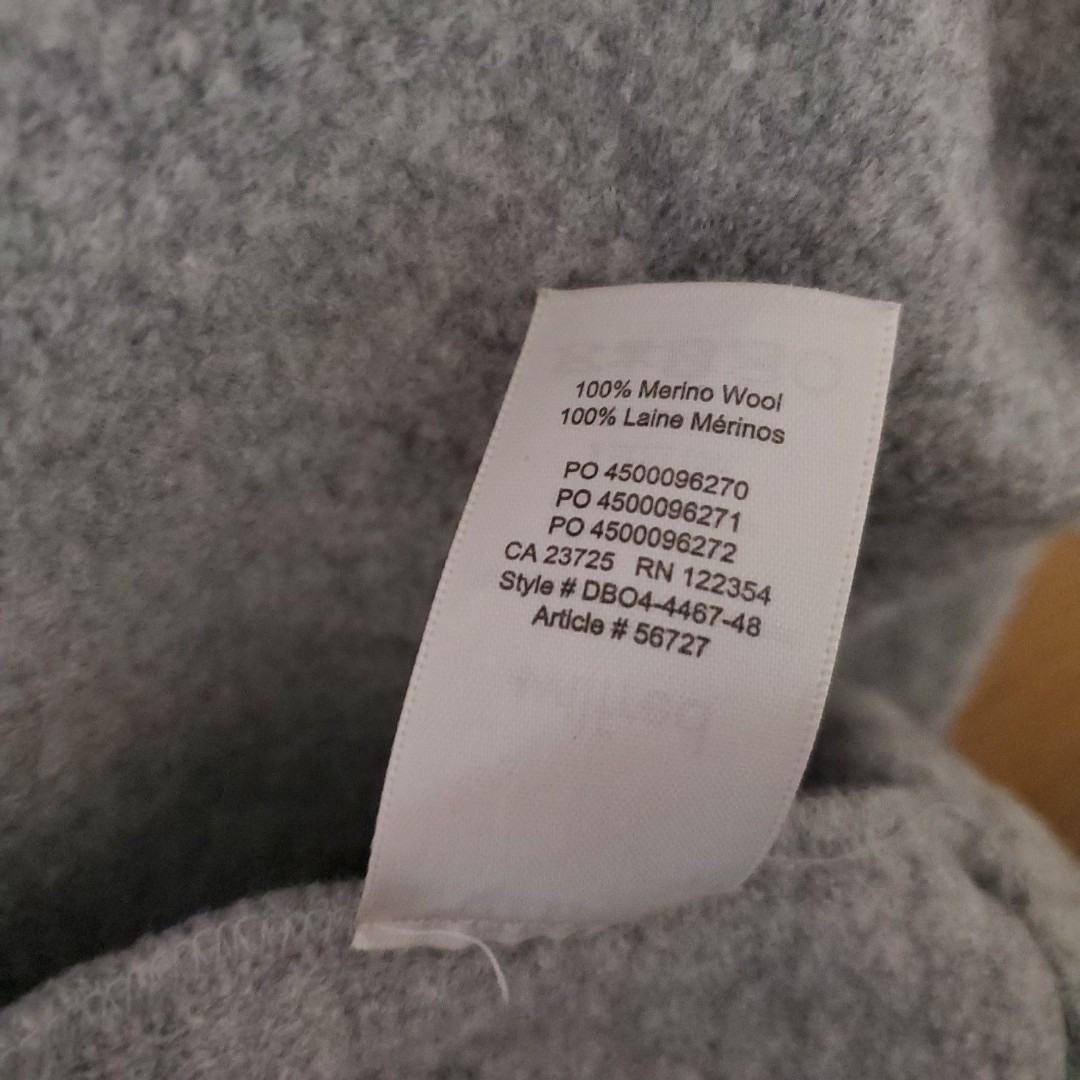 100% Merino Wool
100% Laine Mérinos
PO 4500096270
PO 4500096271
PO 4500096272
CA 23725 RN 122354
Style # DBO4-4467-48
Article # 56727